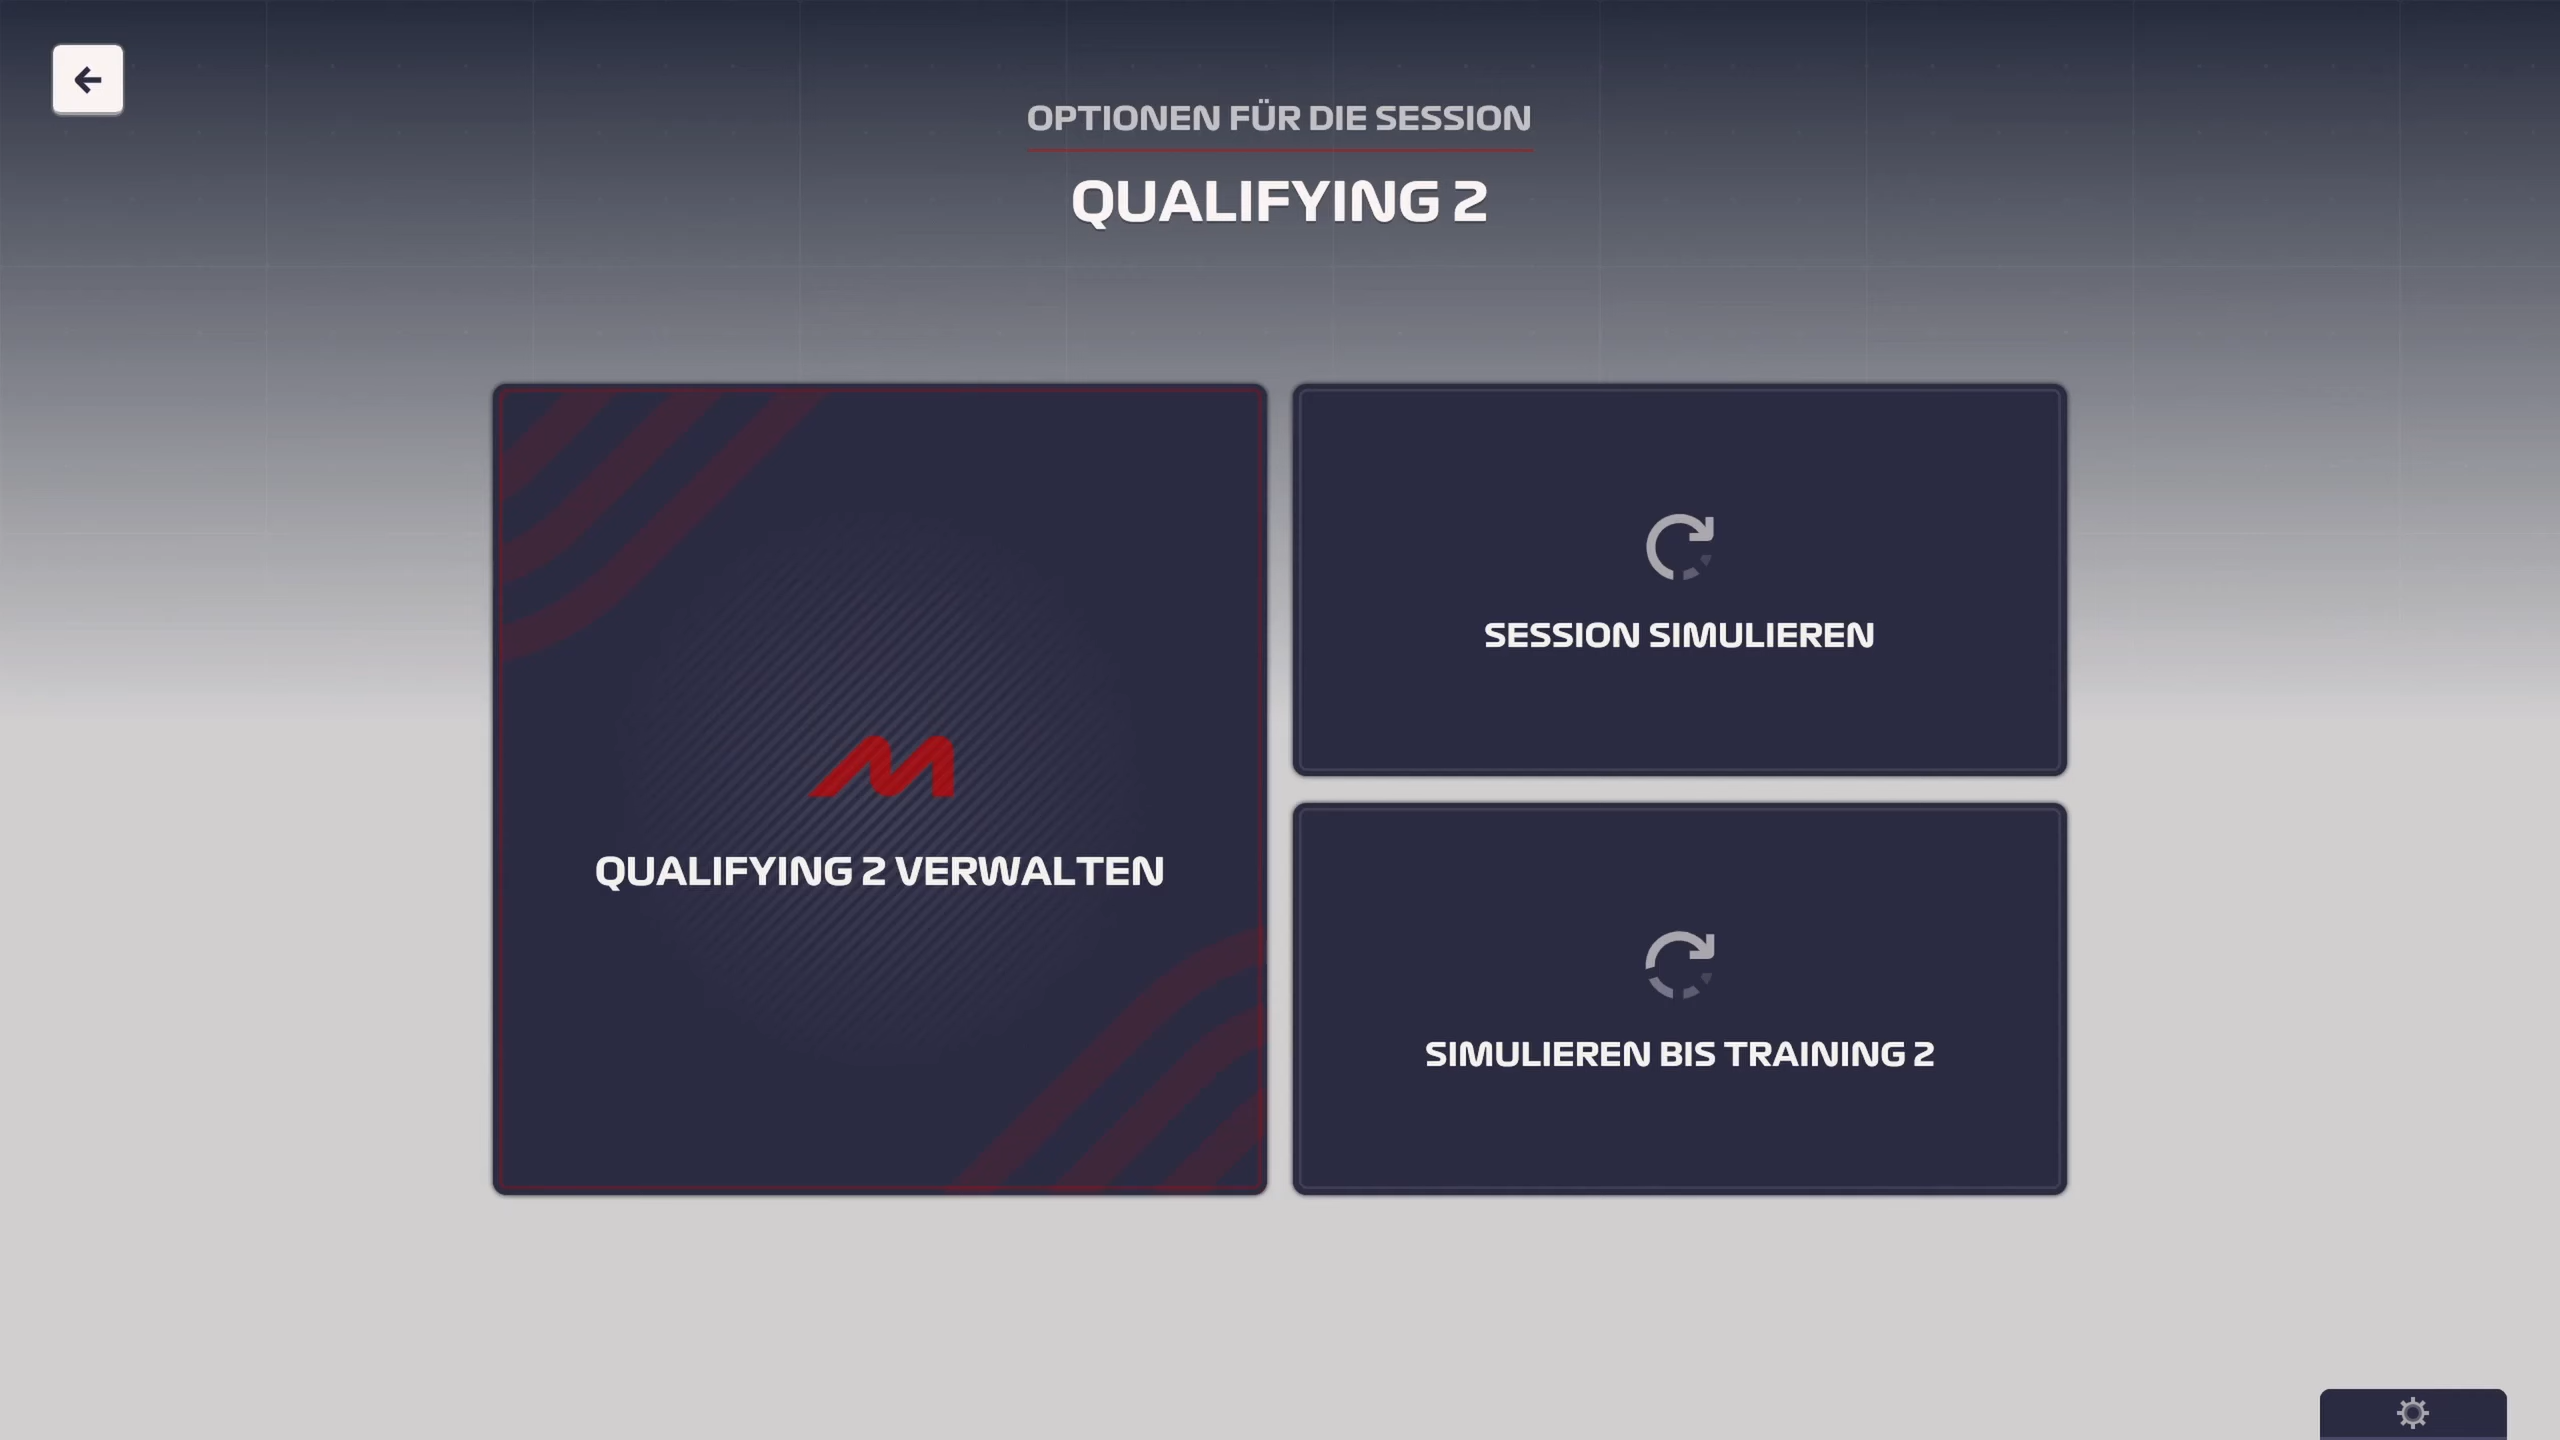 OPTIONEN FÜR DIE SESSION
QUALIFYING 2
QUALIFYING 2 VERWALTEN
SESSION SIMULIEREN
SIMULIEREN BIS TRAINING 2